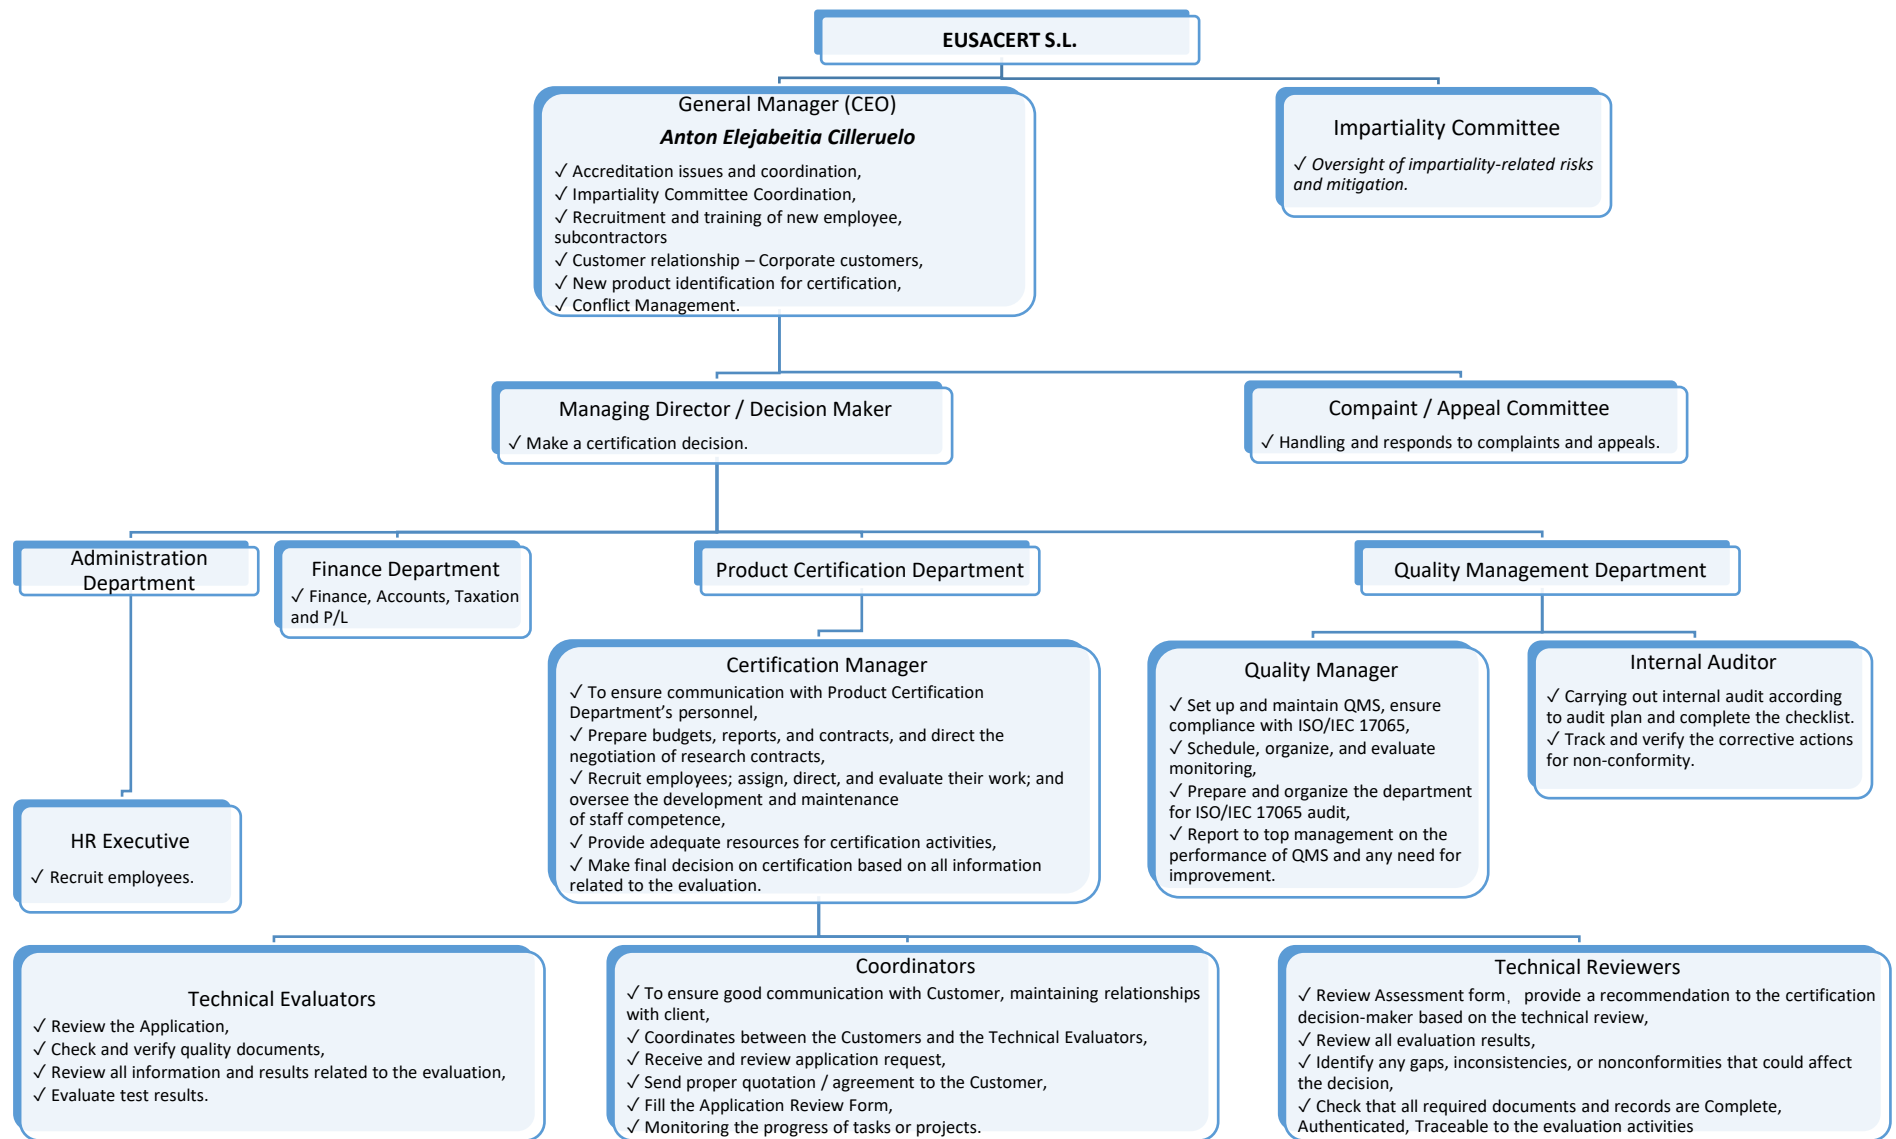 EUSACERT S.L.
General Manager (CEO)
Anton Elejabeitia Cilleruelo
✓ Accreditation issues and coordination,
✓ Impartiality Committee Coordination,
✓ Recruitment and training of new employee,
subcontractors
✓ Customer relationship – Corporate customers,
✓ New product identification for certification,
✓ Conflict Management.
Impartiality Committee
✓ Oversight of impartiality-related risks
and mitigation.
Managing Director / Decision Maker
✓ Make a certification decision.
Compaint / Appeal Committee
✓ Handling and responds to complaints and appeals.
Administration
Department
Finance Department
✓ Finance, Accounts, Taxation
and P/L
Product Certification Department
Quality Management Department
HR Executive
✓ Recruit employees.
Certification Manager
✓ To ensure communication with Product Certification
Department’s personnel,
✓ Prepare budgets, reports, and contracts, and direct the
negotiation of research contracts,
✓ Recruit employees; assign, direct, and evaluate their work; and
oversee the development and maintenance
of staff competence,
✓ Provide adequate resources for certification activities,
✓ Make final decision on certification based on all information
related to the evaluation.
Quality Manager
✓ Set up and maintain QMS, ensure
compliance with ISO/IEC 17065,
✓ Schedule, organize, and evaluate
monitoring,
✓ Prepare and organize the department
for ISO/IEC 17065 audit,
✓ Report to top management on the
performance of QMS and any need for
improvement.
Internal Auditor
✓ Carrying out internal audit according
to audit plan and complete the checklist.
✓ Track and verify the corrective actions
for non-conformity.
Technical Evaluators
✓ Review the Application,
✓ Check and verify quality documents,
✓ Review all information and results related to the evaluation,
✓ Evaluate test results.
Coordinators
✓ To ensure good communication with Customer, maintaining relationships
with client,
✓ Coordinates between the Customers and the Technical Evaluators,
✓ Receive and review application request,
✓ Send proper quotation / agreement to the Customer,
✓ Fill the Application Review Form,
✓ Monitoring the progress of tasks or projects.
Technical Reviewers
✓ Review Assessment form， provide a recommendation to the certification
decision-maker based on the technical review,
✓ Review all evaluation results,
✓ Identify any gaps, inconsistencies, or nonconformities that could affect
the decision,
✓ Check that all required documents and records are Complete,
Authenticated, Traceable to the evaluation activities